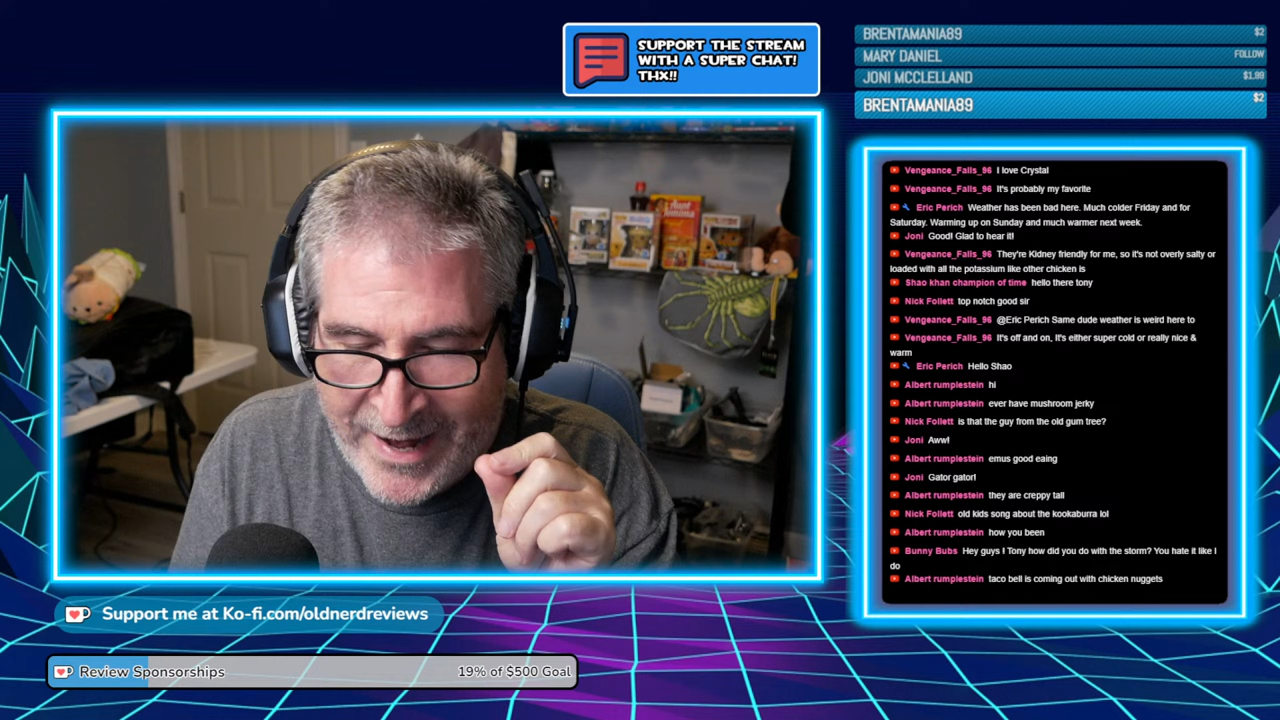 SUPPORT THE STREAM
WITH A SUPER CHAT!
THX!!
BRENTAMANIA89 $2
MARY DANIEL FOLLOW
JONI MCCLELLAND $1.99
BRENTAMANIA89 $2
Vengeance_Falls_96 I love Crystal
Vengeance_Falls_96 It's probably my favorite
Eric Perich Weather has been bad here. Much colder Friday and for
Saturday. Warming up on Sunday and much warmer next week.
Joni Good! Glad to hear it!
Vengeance_Falls_96 They're Kidney friendly for me, so it's not overly salty or
loaded with all the potassium like other chicken is
Shao khan champion of time hello there tony
Nick Follett top notch good sir
Vengeance_Falls_96 @Eric Perich Same dude weather is weird here to
Vengeance_Falls_96 It's off and on, It's either super cold or really nice &
warm
Eric Perich Hello Shao
Albert rumplestein hi
Albert rumplestein ever have mushroom jerky
Nick Follett is that the guy from the old gum tree?
Joni Aww!
Albert rumplestein emus good eaing
Joni Gator gator!
Albert rumplestein they are creppy tall
Nick Follett old kids song about the kookaburra lol
Albert rumplestein how you been
Bunny Bubs Hey guys ! Tony how did you do with the storm? You hate it like I
do
Albert rumplestein taco bell is coming out with chicken nuggets
Aunt
Jemima
Support me at Ko-fi.com/oldnerdreviews
Review Sponsorships 19% of $500 Goal